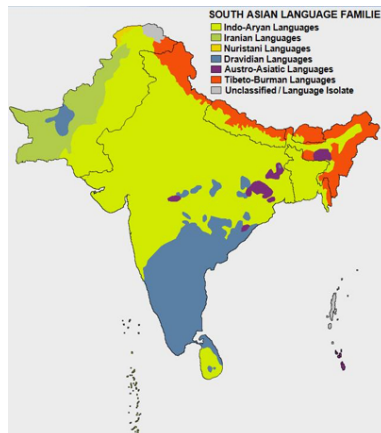 SOUTH ASIAN LANGUAGE FAMILIE
Indo-Aryan Languages
Iranian Languages
Nuristani Languages
Dravidian Languages
Austro-Asiatic Languages
Tibeto-Burman Languages
Unclassified / Language Isolate